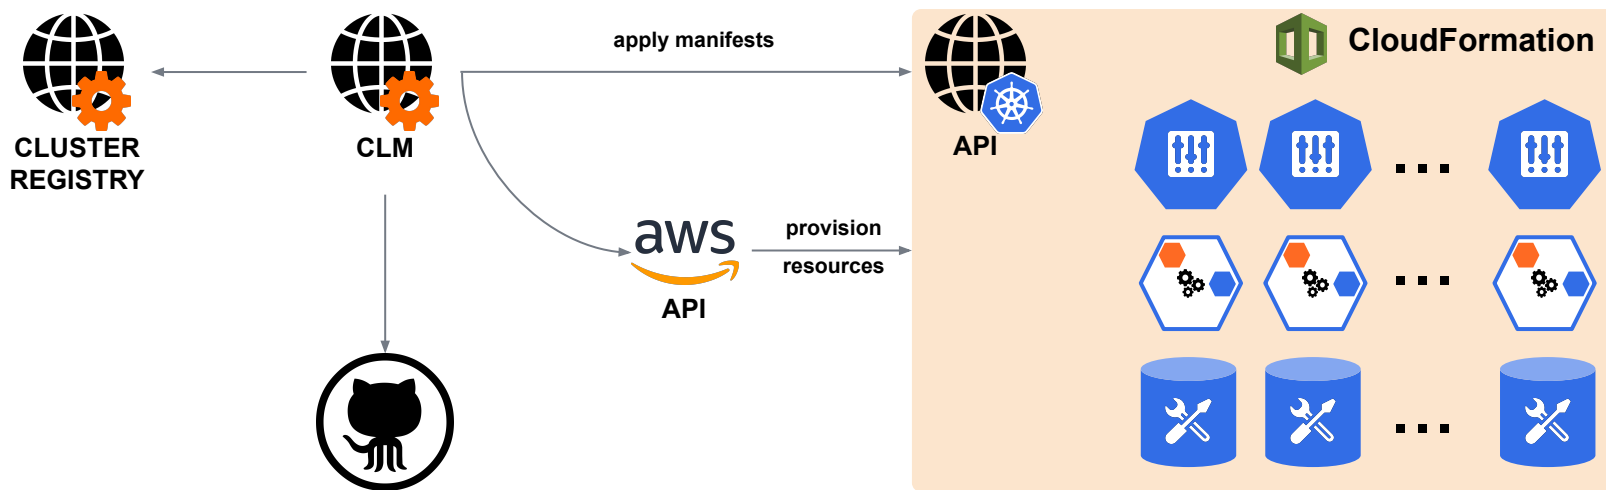 CLUSTER
REGISTRY
CLM
apply manifests
aws
API
provision
resources
API
CloudFormation